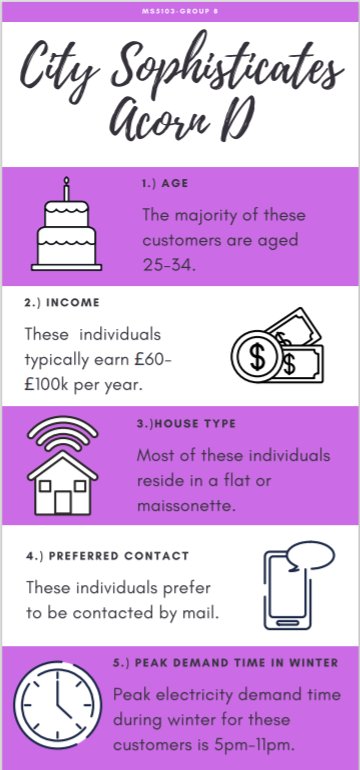 MS5103-GROUP 8
City Sophisticates
Acorn D
1.) AGE
The majority of these
customers are aged
25-34.
2.) INCOME
These individuals
typically earn £60-
£100k per year.
$
$
3.)HOUSE TYPE
Most of these individuals
reside in a flat or
maissonette.
4.) PREFERRED CONTACT
These individuals prefer
to be contacted by mail.
5.) PEAK DEMAND TIME IN WINTER
Peak electricity demand time
during winter for these
customers is 5pm-11pm.